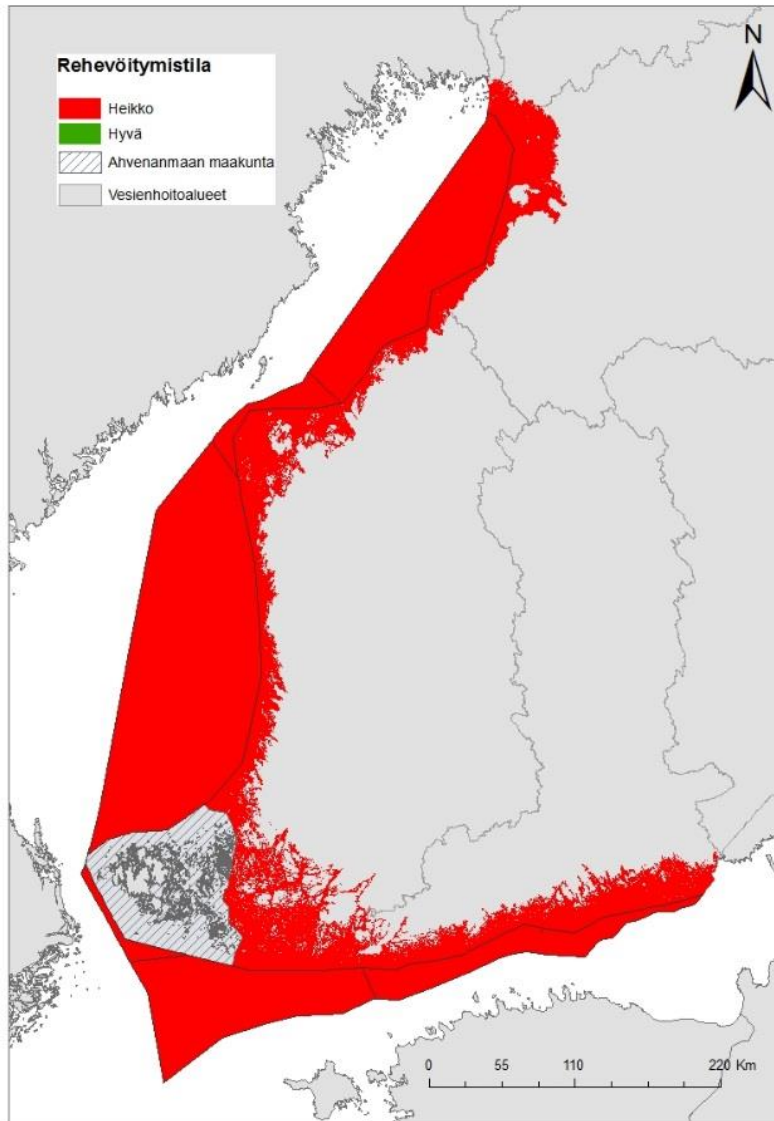 Rehevöitymistila
Heikko
Hyvä
Ahvenanmaan maakunta
Vesienhoitoalueet
N
0 55 110 220 Km